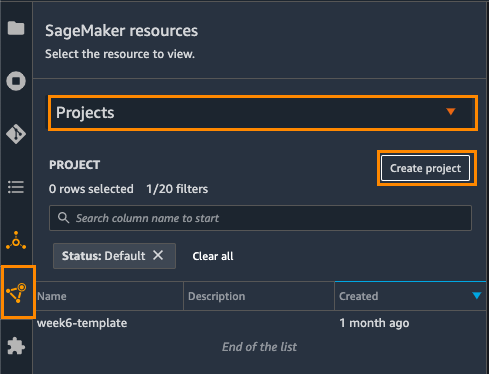 SageMaker resources
Select the resource to view.
Projects
PROJECT
Create project
0 rows selected 1/20 filters
Search column name to start
Status: Default
Clear all
Name Description Created
week6-template 1 month ago
End of the list